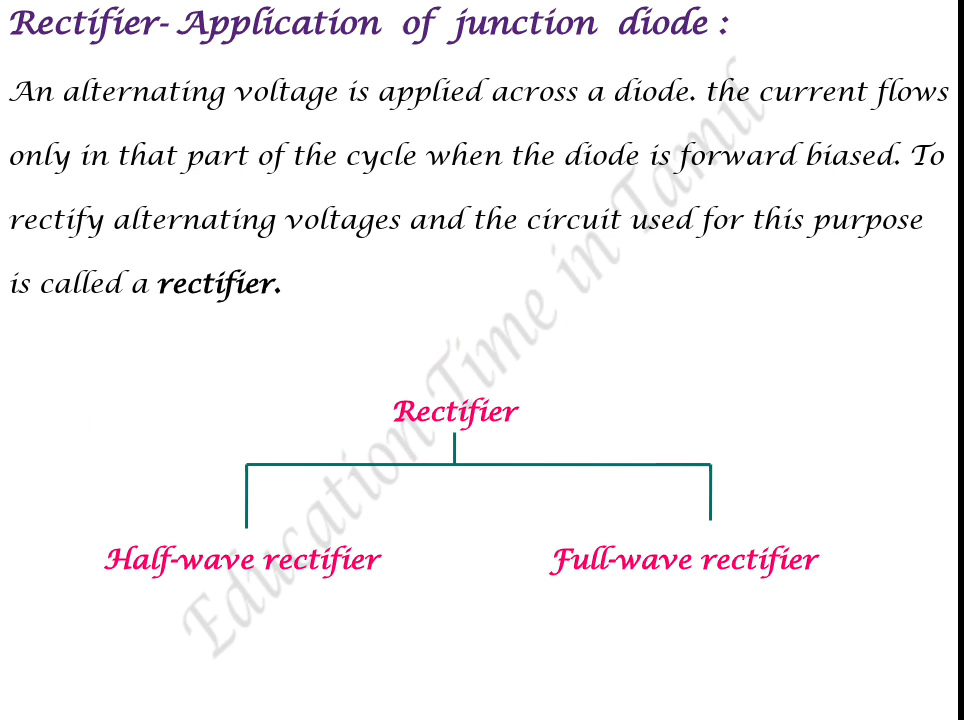 Rectifier- Application of junction diode :
An alternating voltage is applied across a diode. the current flows
only in that part of the cycle when the diode is forward biased. To
rectify alternating voltages and the circuit used for this purpose
is called a rectifier.
Rectifier
Half-wave rectifier Full-wave rectifier
Education Time in Tamil